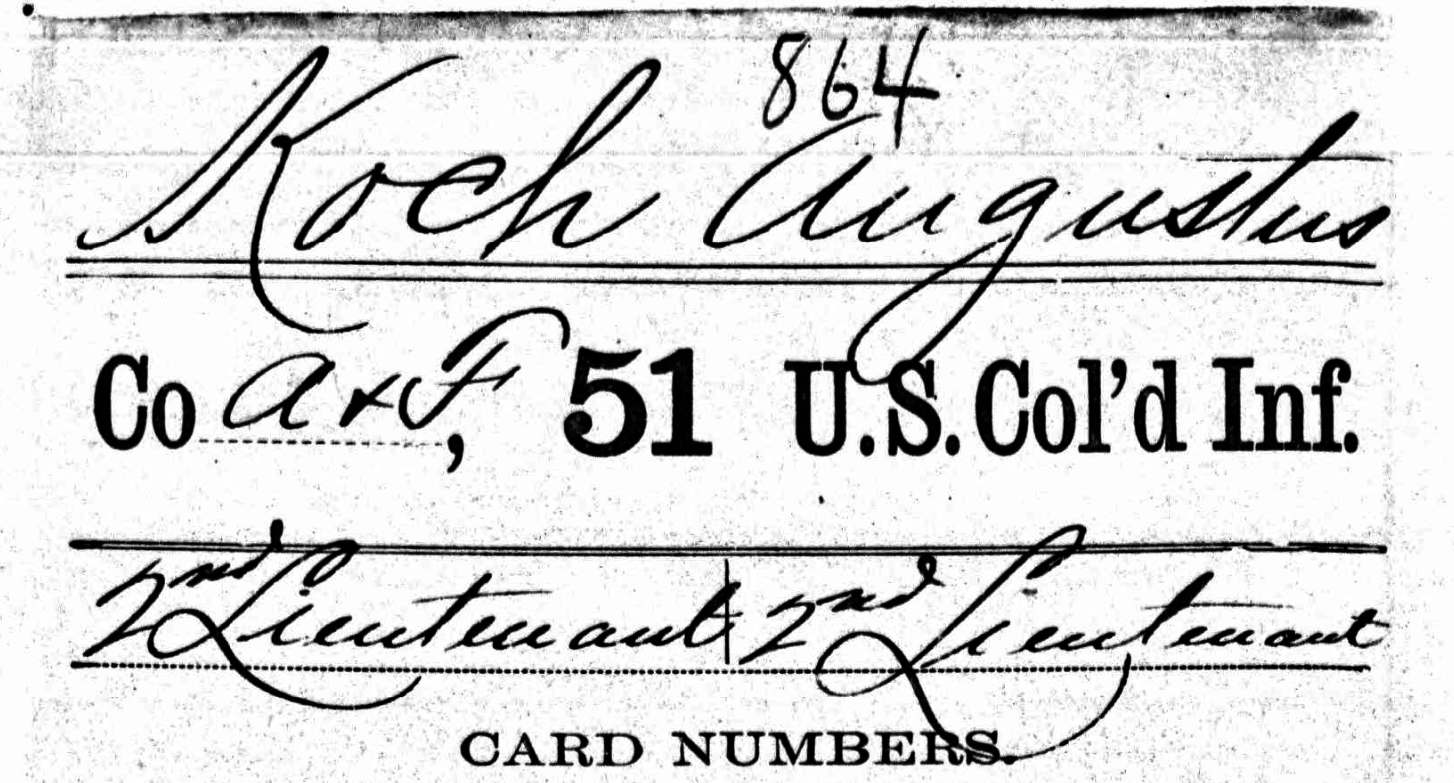 864
Koch Augustus
Co A & F, 51 U.S. Col'd Inf.
2nd Lieutenant | 2nd Lieutenant
CARD NUMBERS.